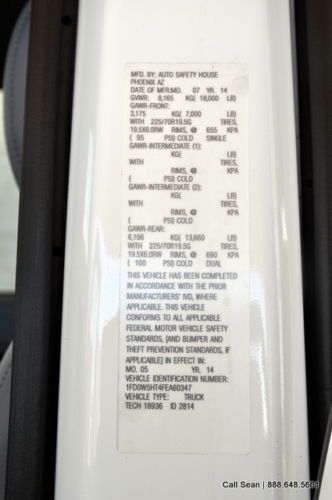 MFD. BY: AUTO SAFETY HOUSE
PHOENIX AZ
DATE OF MFR:MO. 07 YR. 14
GVWR: 8,165 KG( 18,000 LB)
GAWR-FRONT:
3,175 KG( 7,000 LB)
WITH 225/70R19.5G TIRES,
19.5X6.0RW RIMS, @ 655 KPA
( 95 PSI) COLD SINGLE
GAWR-INTERMEDIATE (1):
KG( LB)
WITH TIRES,
RIMS, @ KPA
( PSI) COLD
GAWR-INTERMEDIATE (2):
KG( LB)
WITH TIRES,
RIMS, @ KPA
( PSI) COLD
GAWR-REAR:
6,196 KG( 13,660 LB)
WITH 225/70R19.5G TIRES,
19.5X6.0RW RIMS, @ 690 KPA
( 100 PSI) COLD DUAL
THIS VEHICLE HAS BEEN COMPLETED
IN ACCORDANCE WITH THE PRIOR
MANUFACTURERS' IVD, WHERE
APPLICABLE. THIS VEHICLE
CONFORMS TO ALL APPLICABLE
FEDERAL MOTOR VEHICLE SAFETY
STANDARDS, [AND BUMPER AND
THEFT PREVENTION STANDARDS, IF
APPLICABLE] IN EFFECT IN:
MO. 05 YR. 14
VEHICLE IDENTIFICATION NUMBER:
1FD0W5HT4FEA60347
VEHICLE TYPE: TRUCK
TECH 18936 ID 2814
Call Sean | 888.648.5691